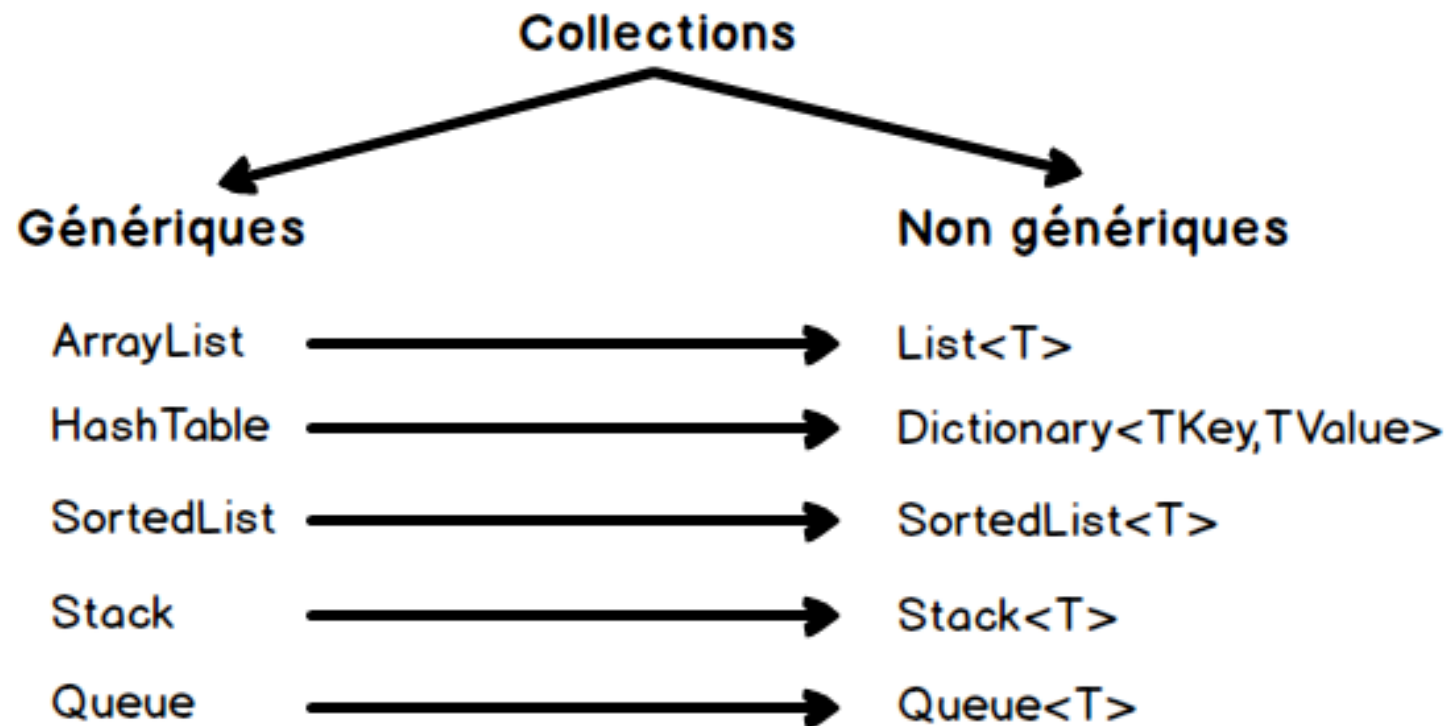 Collections
Génériques Non génériques
ArrayList List<T>
HashTable Dictionary<TKey,TValue>
SortedList SortedList<T>
Stack Stack<T>
Queue Queue<T>